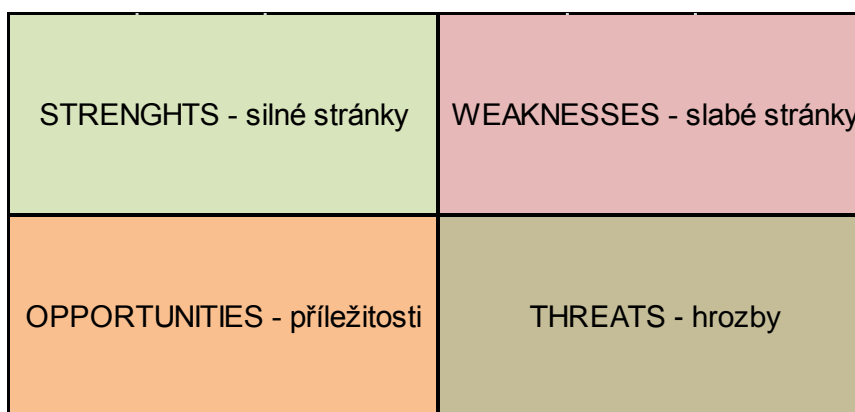 STRENGHTS - silné stránky
WEAKNESSES - slabé stránky
OPPORTUNITIES - příležitosti
THREATS - hrozby